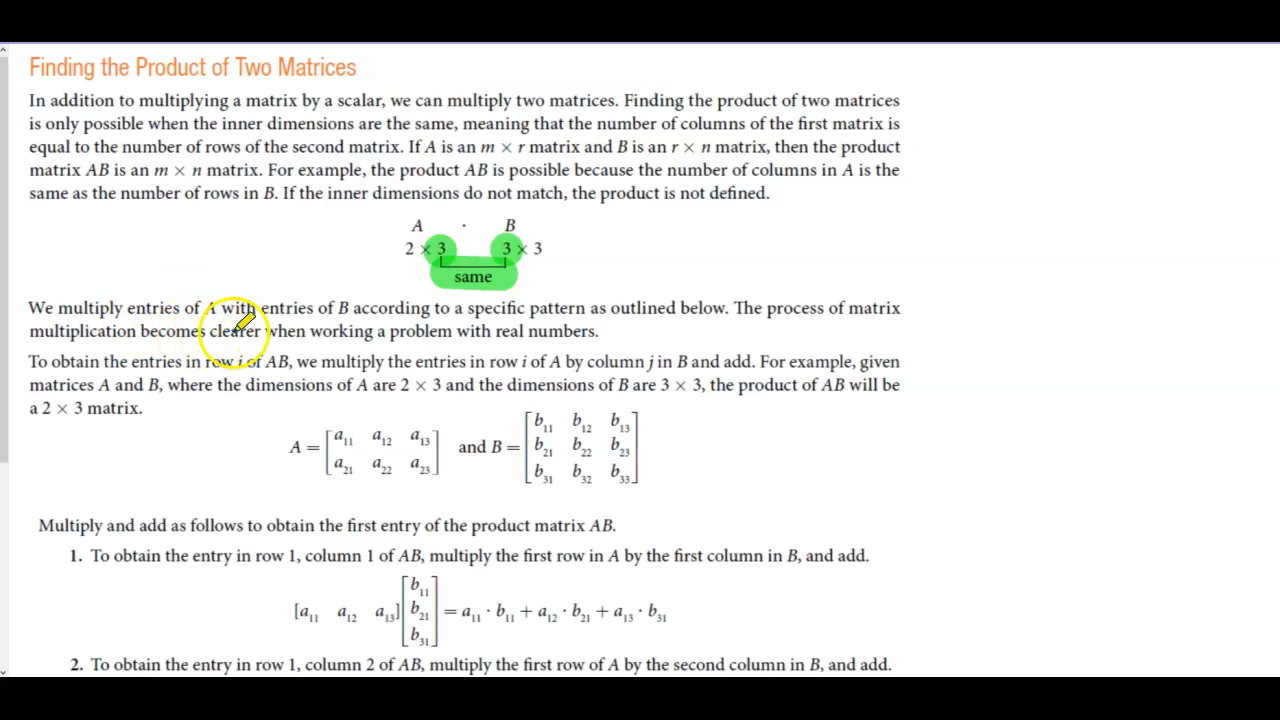 Finding the Product of Two Matrices
In addition to multiplying a matrix by a scalar, we can multiply two matrices. Finding the product of two matrices
is only possible when the inner dimensions are the same, meaning that the number of columns of the first matrix is
equal to the number of rows of the second matrix. If A is an m × r matrix and B is an r × n matrix, then the product
matrix AB is an m × n matrix. For example, the product AB is possible because the number of columns in A is the
same as the number of rows in B. If the inner dimensions do not match, the product is not defined.
A · B
2 × 3 3 × 3
same
We multiply entries of A with entries of B according to a specific pattern as outlined below. The process of matrix
multiplication becomes clearer when working a problem with real numbers.
To obtain the entries in row i of AB, we multiply the entries in row i of A by column j in B and add. For example, given
matrices A and B, where the dimensions of A are 2 × 3 and the dimensions of B are 3 × 3, the product of AB will be
a 2 × 3 matrix.
b₁₁ b₁₂ b₁₃
a₁₁ a₁₂ a₁₃
A = and B = b₂₁ b₂₂ b₂₃
a₂₁ a₂₂ a₂₃
b₃₁ b₃₂ b₃₃
Multiply and add as follows to obtain the first entry of the product matrix AB.
1. To obtain the entry in row 1, column 1 of AB, multiply the first row in A by the first column in B, and add.
b₁₁
[a₁₁ a₁₂ a₁₃] b₂₁ = a₁₁ · b₁₁ + a₁₂ · b₂₁ + a₁₃ · b₃₁
b₃₁
2. To obtain the entry in row 1, column 2 of AB, multiply the first row of A by the second column in B, and add.